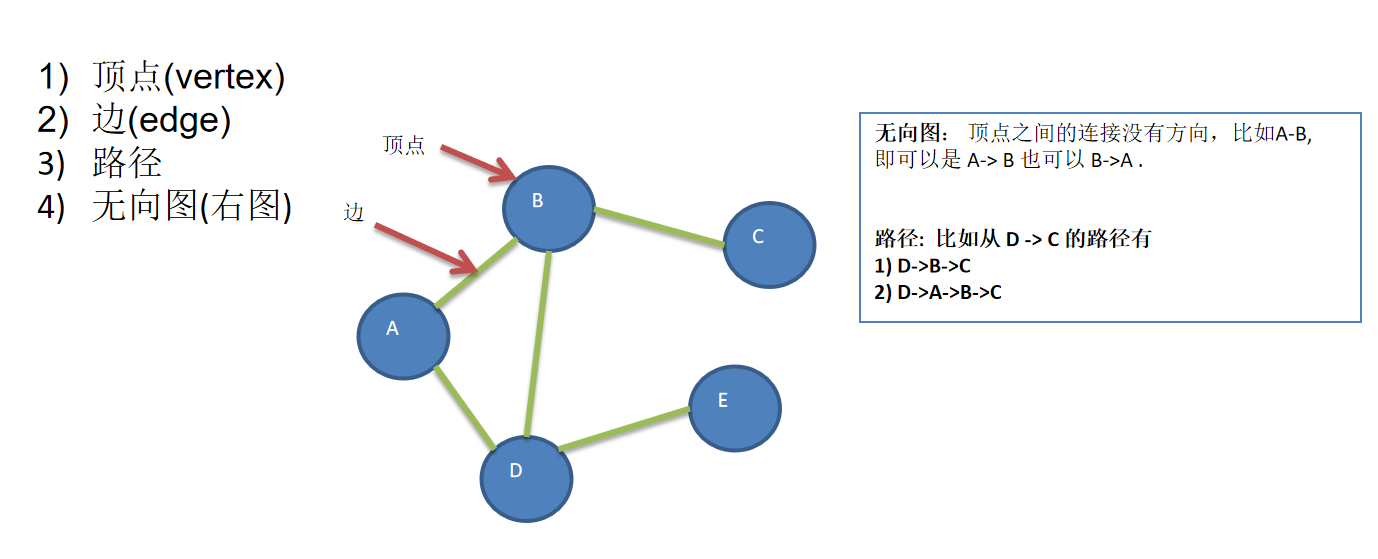 1) 顶点(vertex)
2) 边(edge)
3) 路径
4) 无向图(右图)
顶点
边
B
C
A
E
D
无向图： 顶点之间的连接没有方向，比如A-B,
即可以是 A-> B 也可以 B->A .
路径: 比如从 D -> C 的路径有
1) D->B->C
2) D->A->B->C